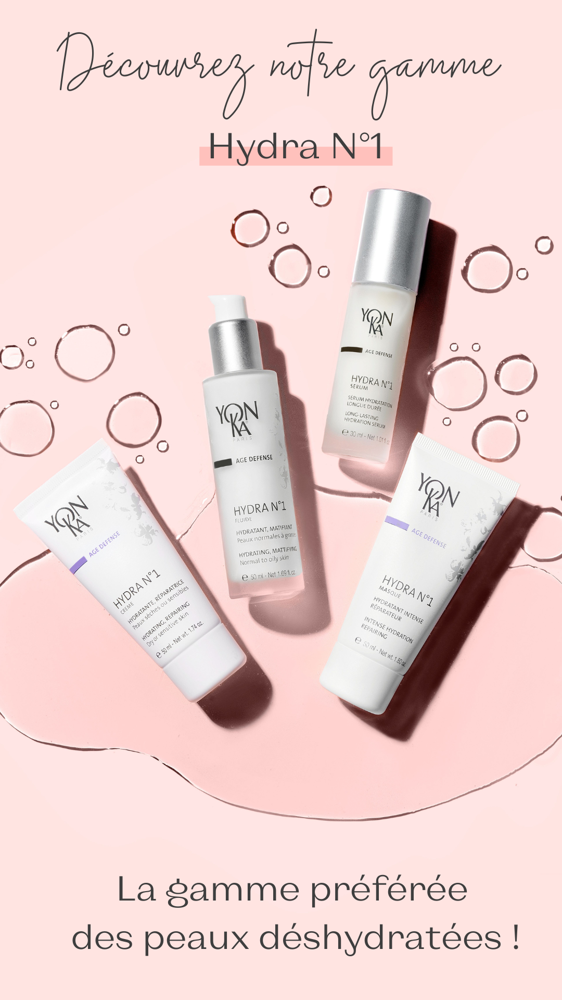 Découvrez notre gamme
Hydra N°1
YON
KA®
PARIS
AGE DEFENSE
HYDRA N°1
SERUM
SERUM HYDRATATION
LONGUE DURÉE
LONG-LASTING
HYDRATION SERUM
℮ 30 ml - Net 1.01 fl. oz
YON
KA®
PARIS
AGE DEFENSE
HYDRA N°1
FLUIDE
HYDRATANT, MATIFIANT
Peaux normales à grasses
HYDRATING, MATTIFYING
Normal to oily skin
℮ 50 ml - Net 1.69 fl. oz
YON
KA®
PARIS
AGE DEFENSE
HYDRA N°1
CRÈME
HYDRATANTE, RÉPARATRICE
Peaux sèches ou sensibles
HYDRATING, REPAIRING
Dry or sensitive skin
℮ 50 ml - Net wt. 1.74 oz.
YON
KA®
PARIS
AGE DEFENSE
HYDRA N°1
MASQUE
HYDRATANT INTENSE
RÉPARATEUR
INTENSE HYDRATION
REPAIRING
℮ 50 ml - Net wt. 1.80 oz.
La gamme préférée
des peaux déshydratées !